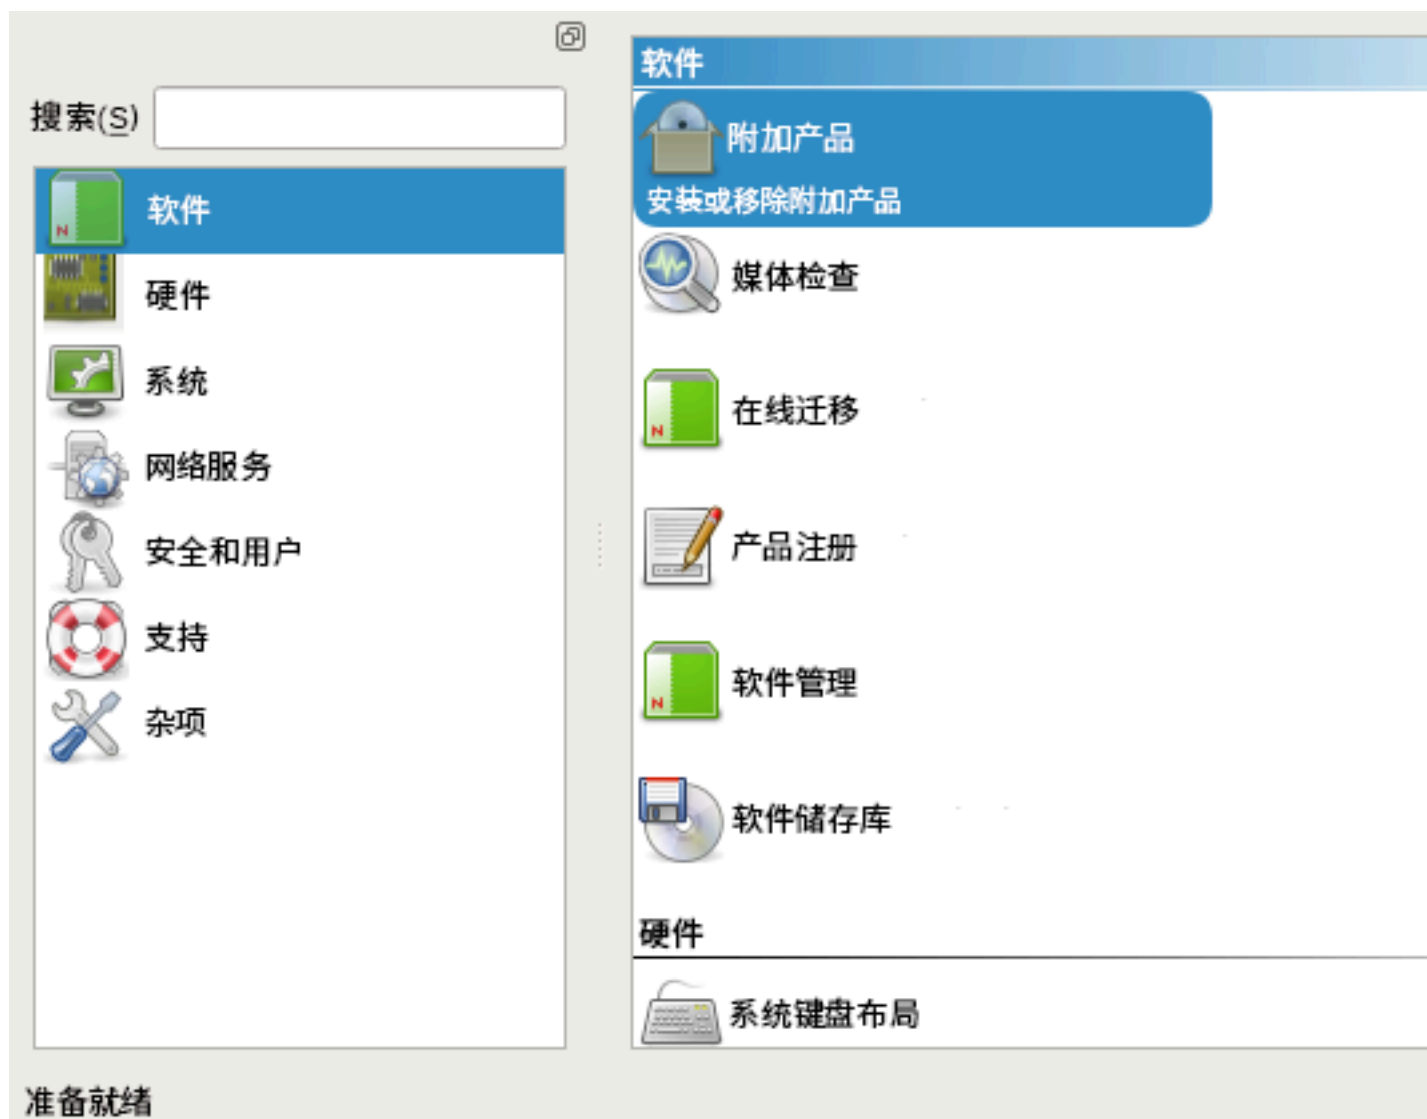 搜索(S)
软件
硬件
系统
网络服务
安全和用户
支持
杂项
软件
附加产品
安装或移除附加产品
媒体检查
在线迁移
产品注册
软件管理
软件储存库
硬件
系统键盘布局
准备就绪